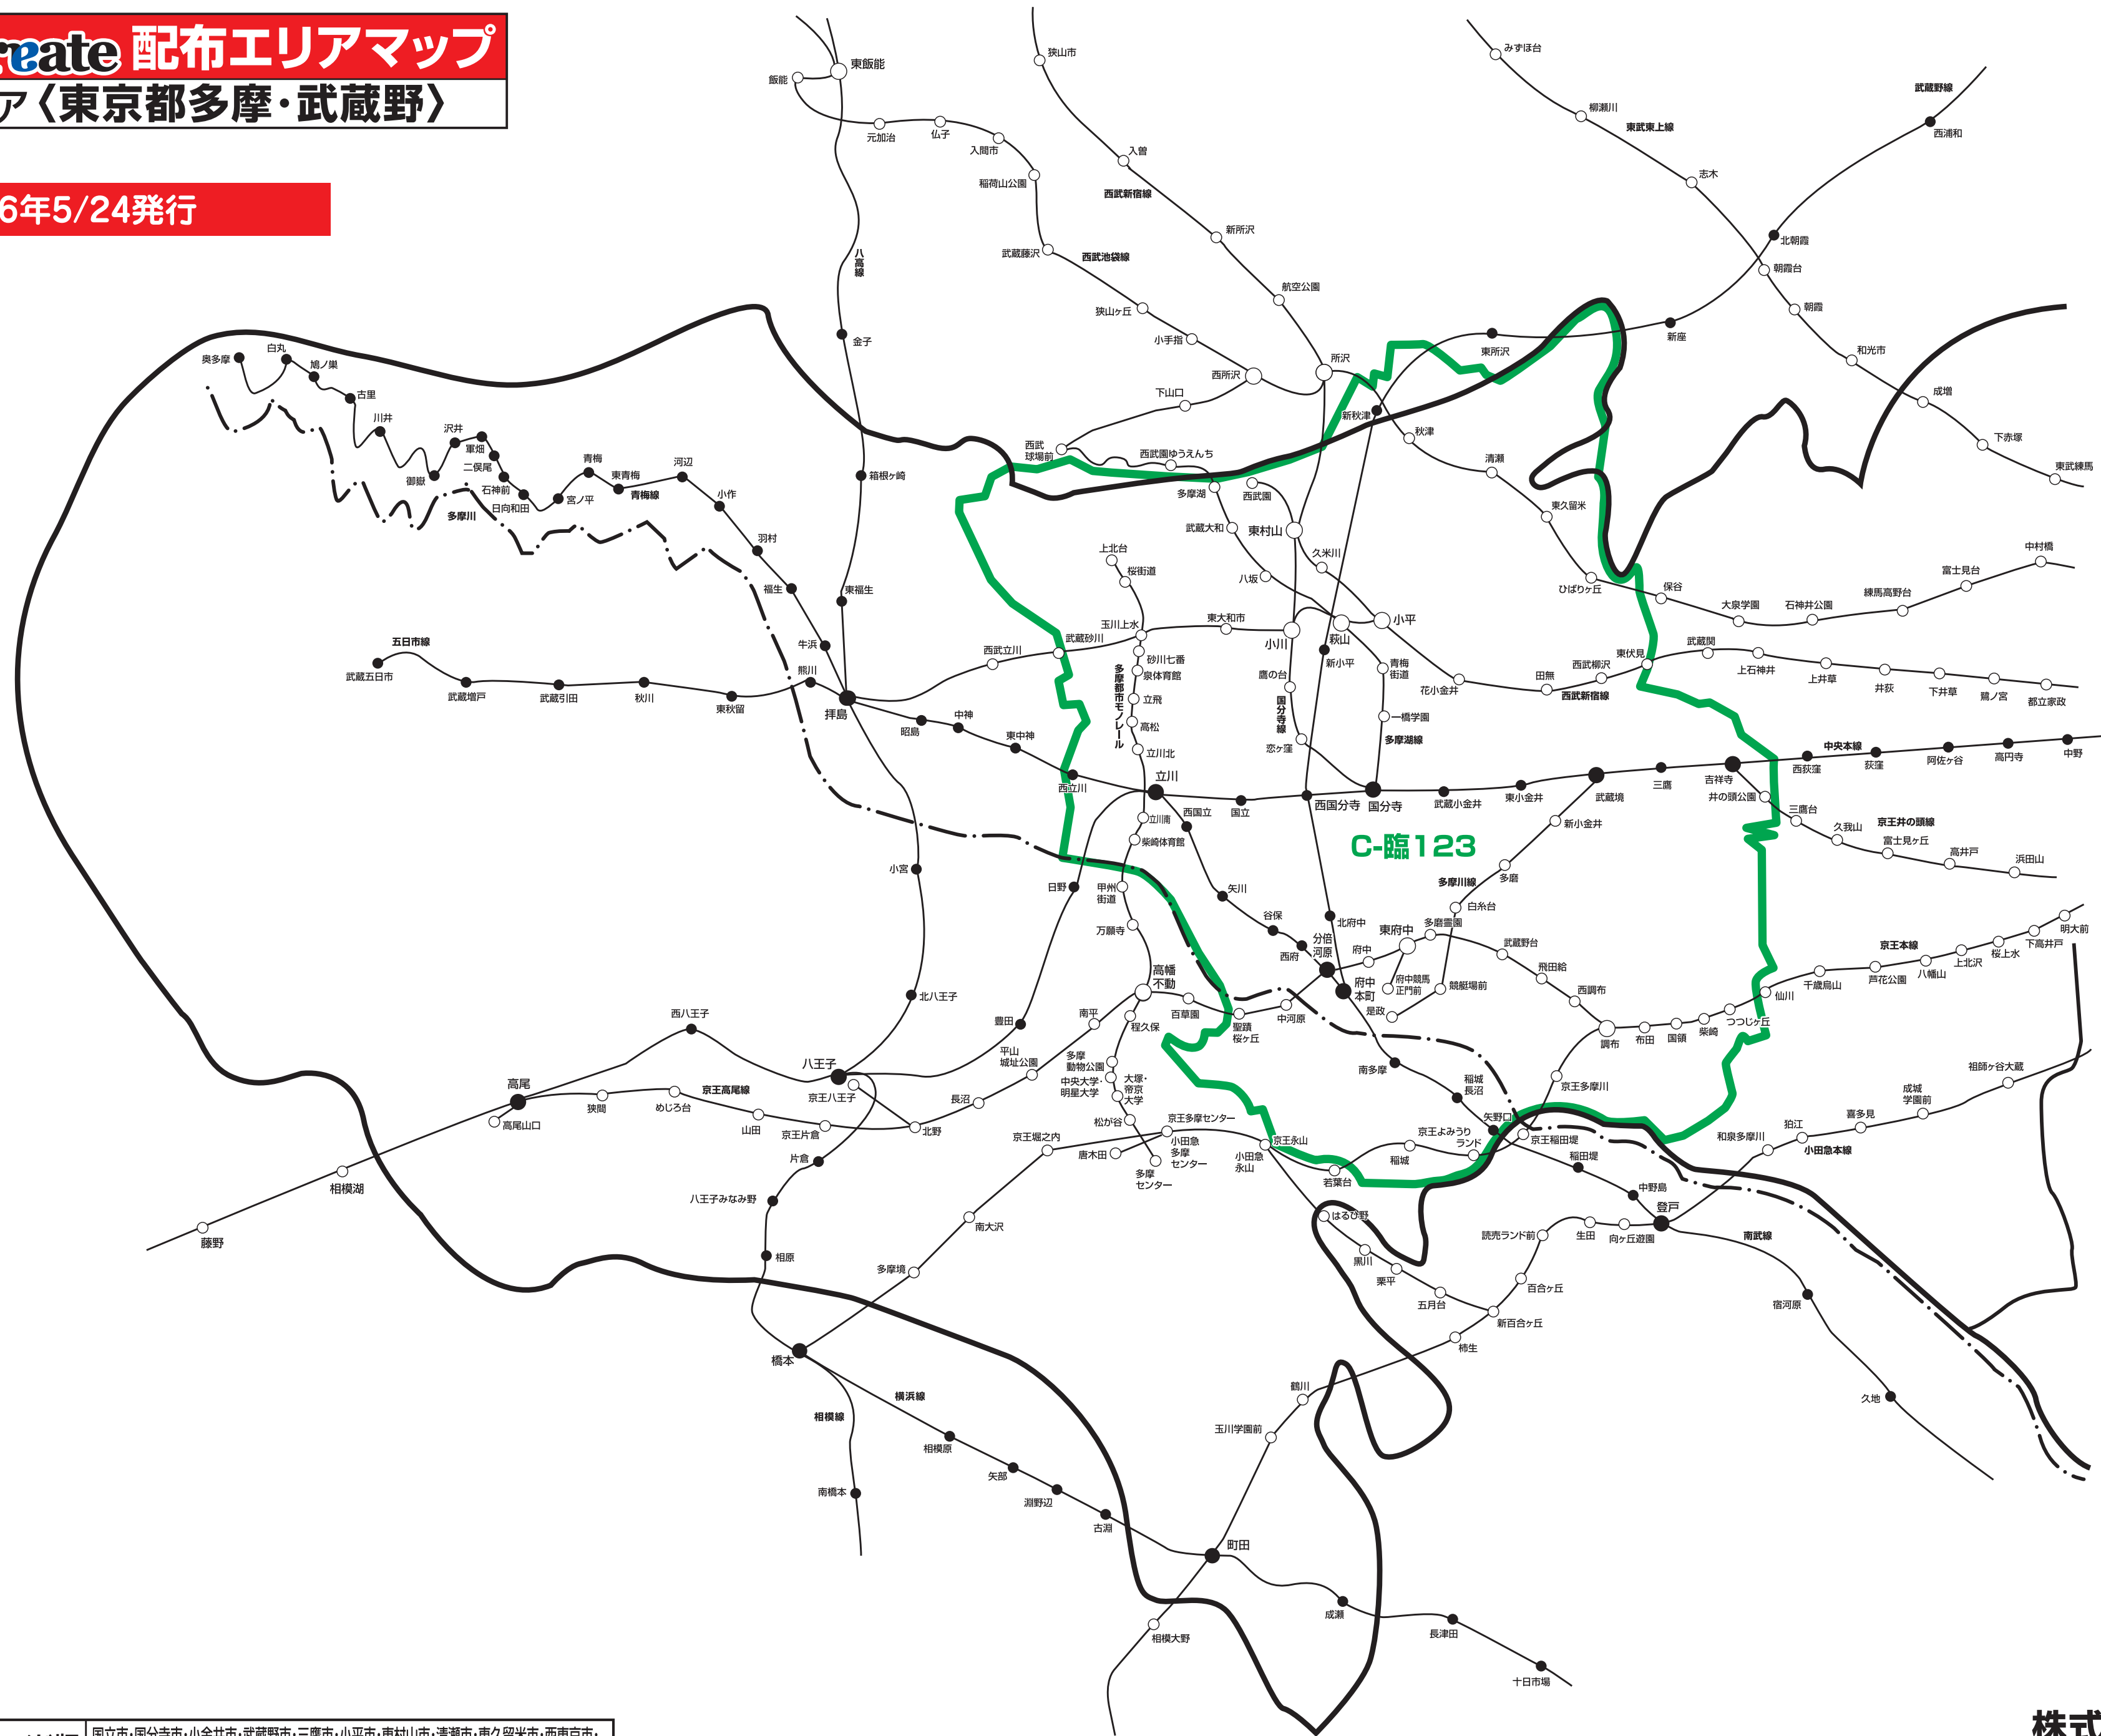 reate 配布エリアマップ
ア〈東京都多摩・武蔵野〉
6年5/24発行
東飯能
飯能
元加治
仏子
入間市
稲荷山公園
武蔵藤沢
西武池袋線
狭山ヶ丘
小手指
西所沢
下山口
西武
球場前
狭山市
入曽
西武新宿線
新所沢
航空公園
所沢
みずほ台
柳瀬川
東武東上線
志木
武蔵野線
西浦和
北朝霞
朝霞台
朝霞
和光市
成増
下赤塚
東武練馬
新座
東所沢
新秋津
秋津
清瀬
東久留米
ひばりヶ丘
保谷
大泉学園
石神井公園
練馬高野台
富士見台
中村橋
八高線
金子
箱根ヶ崎
東福生
奥多摩
白丸
鳩ノ巣
古里
川井
御嶽
沢井
軍畑
二俣尾
石神前
日向和田
宮ノ平
青梅
東青梅
青梅線
河辺
小作
羽村
福生
牛浜
熊川
拝島
多摩川
五日市線
武蔵五日市
武蔵増戸
武蔵引田
秋川
東秋留
西武園ゆうえんち
多摩湖
西武園
武蔵大和
東村山
久米川
八坂
上北台
桜街道
玉川上水
東大和市
小川
萩山
小平
新小平
西武立川
武蔵砂川
砂川七番
泉体育館
多摩都市モノレール
立飛
高松
立川北
鷹の台
国分寺線
恋ヶ窪
青梅
街道
一橋学園
多摩湖線
花小金井
田無
西武新宿線
西武柳沢
東伏見
武蔵関
上石神井
上井草
井荻
下井草
鷺ノ宮
都立家政
昭島
中神
東中神
西立川
立川
国立
西国分寺
国分寺
武蔵小金井
東小金井
武蔵境
三鷹
吉祥寺
西荻窪
中央本線
荻窪
阿佐ヶ谷
高円寺
中野
井の頭公園
三鷹台
久我山
京王井の頭線
富士見ヶ丘
高井戸
浜田山
C-臨123
立川南
柴崎体育館
西国立
矢川
谷保
西府
分倍
河原
北府中
府中
本町
府中
東府中
多磨霊園
府中競馬
正門前
競艇場前
是政
白糸台
多摩川線
多磨
新小金井
武蔵野台
飛田給
西調布
調布
布田
国領
柴崎
つつじヶ丘
仙川
千歳烏山
芦花公園
京王本線
八幡山
上北沢
桜上水
下高井戸
明大前
小宮
北八王子
日野
甲州
街道
万願寺
高幡
不動
百草園
聖蹟
桜ヶ丘
中河原
程久保
南平
平山
城址公園
長沼
北野
豊田
八王子
京王八王子
西八王子
高尾
高尾山口
狭間
めじろ台
京王高尾線
山田
京王片倉
片倉
八王子みなみ野
相原
相模湖
藤野
多摩
動物公園
中央大学・
明星大学
大塚・
帝京
大学
松が谷
多摩
センター
京王多摩センター
小田急
多摩
センター
唐木田
京王堀之内
南大沢
多摩境
橋本
京王永山
小田急
永山
若葉台
稲城
京王よみうり
ランド
京王稲田堤
京王多摩川
南多摩
稲城
長沼
矢野口
稲田堤
中野島
登戸
向ヶ丘遊園
生田
読売ランド前
百合ヶ丘
新百合ヶ丘
柿生
五月台
栗平
黒川
はるひ野
和泉多摩川
狛江
小田急本線
喜多見
成城
学園前
祖師ヶ谷大蔵
南武線
宿河原
久地
鶴川
玉川学園前
町田
相模大野
横浜線
相模線
南橋本
相模原
矢部
淵野辺
古淵
成瀬
長津田
十日市場
国立市・国分寺市・小金井市・武蔵野市・三鷹市・小平市・東村山市・清瀬市・東久留米市・西東京市・
株式